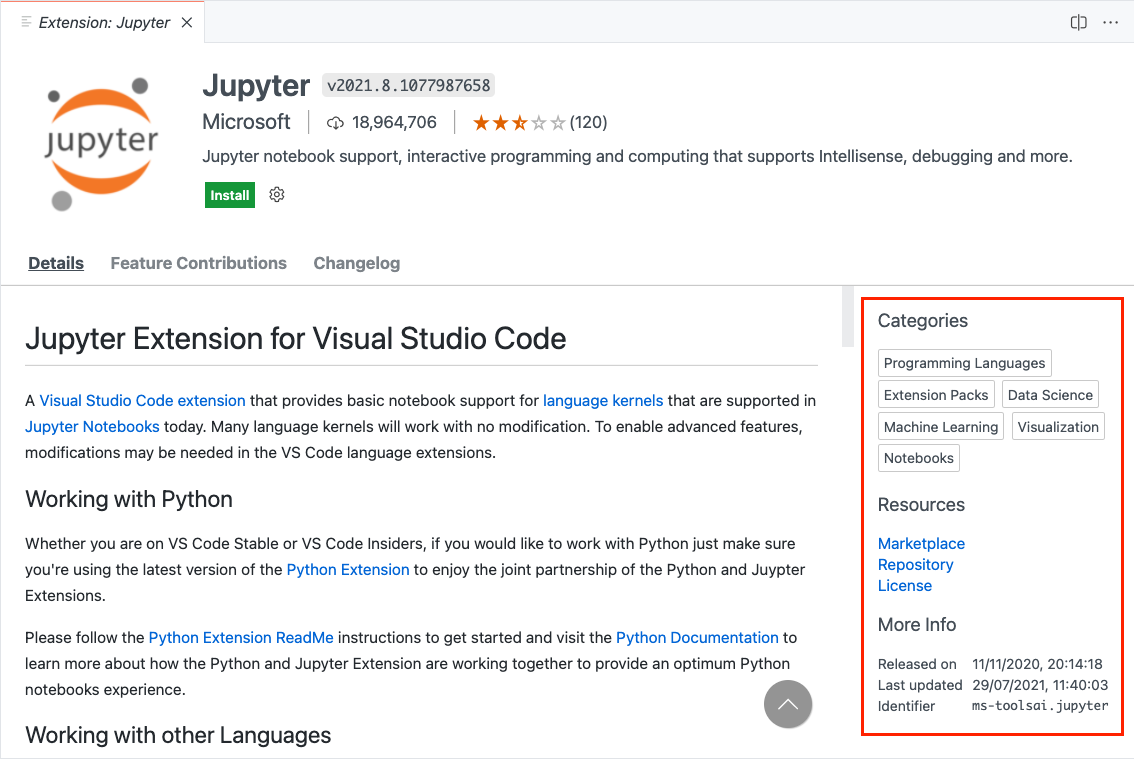 Extension: Jupyter
jupyter
Jupyter v2021.8.1077987658
Microsoft 18,964,706 (120)
Jupyter notebook support, interactive programming and computing that supports Intellisense, debugging and more.
Install
Details Feature Contributions Changelog
Jupyter Extension for Visual Studio Code
A Visual Studio Code extension that provides basic notebook support for language kernels that are supported in
Jupyter Notebooks today. Many language kernels will work with no modification. To enable advanced features,
modifications may be needed in the VS Code language extensions.
Working with Python
Whether you are on VS Code Stable or VS Code Insiders, if you would like to work with Python just make sure
you're using the latest version of the Python Extension to enjoy the joint partnership of the Python and Juypter
Extensions.
Please follow the Python Extension ReadMe instructions to get started and visit the Python Documentation to
learn more about how the Python and Jupyter Extension are working together to provide an optimum Python
notebooks experience.
Working with other Languages
Categories
Programming Languages
Extension Packs Data Science
Machine Learning Visualization
Notebooks
Resources
Marketplace
Repository
License
More Info
Released on 11/11/2020, 20:14:18
Last updated 29/07/2021, 11:40:03
Identifier ms-toolsai.jupyter